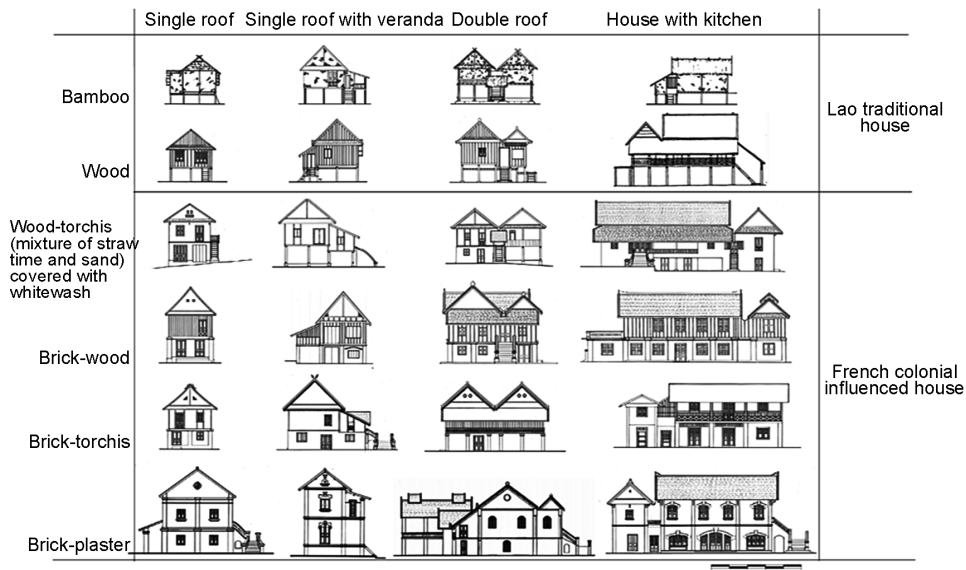 Single roof
Single roof with veranda
Double roof
House with kitchen
Bamboo
Lao traditional
house
Wood
Wood-torchis
(mixture of straw
time and sand)
covered with
whitewash
Brick-wood
French colonial
influenced house
Brick-torchis
Brick-plaster